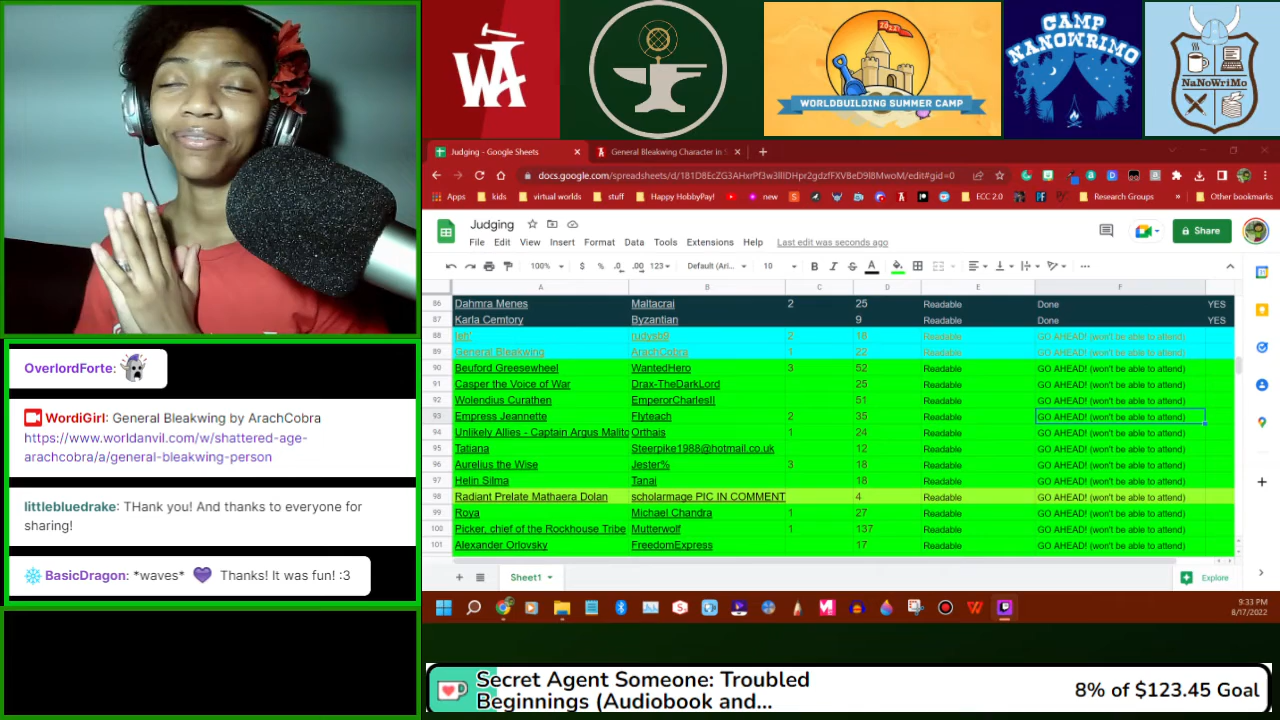 WA
2022
WORLDBUILDING SUMMER CAMP
CAMP
NANOWRIMO
NaNoWriMo
Judging - Google Sheets
General Bleakwing Character in S
docs.google.com/spreadsheets/d/
Apps
kids
virtual worlds
stuff
Happy HobbyPay!
new
ECC 2.0
Research Groups
Other bookmarks
Judging
File Edit View Insert Format Data Tools Extensions Help Last edit was seconds ago
Share
100% $ % .0 .00 123 Default (Ari... 10 B I S A
A B C D E F
86 Dahmra Menes Maltacrai 2 25 Readable Done YES
87 Karla Cemtory Byzantian 9 Readable Done YES
88 rudysb9 2 18 Readable GO AHEAD! (won't be able to attend)
89 General Bleakwing ArachCobra 1 22 Readable GO AHEAD! (won't be able to attend)
90 Beuford Greesewheel WantedHero 3 52 Readable GO AHEAD! (won't be able to attend)
91 Casper the Voice of War Drax-TheDarkLord 25 Readable GO AHEAD! (won't be able to attend)
92 Wolendius Curathen EmperorCharlesII 51 Readable GO AHEAD! (won't be able to attend)
93 Empress Jeannette Flyteach 2 35 Readable GO AHEAD! (won't be able to attend)
94 Unlikely Allies - Captain Argus Malito Orthais 1 24 Readable GO AHEAD! (won't be able to attend)
95 Tatiana Steerpike1988@hotmail.co.uk 12 Readable GO AHEAD! (won't be able to attend)
96 Aurelius the Wise Jester% 3 18 Readable GO AHEAD! (won't be able to attend)
97 Helin Silma Tanai 18 Readable GO AHEAD! (won't be able to attend)
98 Radiant Prelate Mathaera Dolan scholarmage PIC IN COMMENT 4 Readable GO AHEAD! (won't be able to attend)
99 Roya Michael Chandra 1 27 Readable GO AHEAD! (won't be able to attend)
100 Picker, chief of the Rockhouse Tribe Mutterwolf 1 137 Readable GO AHEAD! (won't be able to attend)
101 Alexander Orlovsky FreedomExpress 17 Readable GO AHEAD! (won't be able to attend)
Sheet1
Explore
9:33 PM
8/17/2022
OverlordForte:
WordiGirl: General Bleakwing by ArachCobra
https://www.worldanvil.com/w/shattered-age-
arachcobra/a/general-bleakwing-person
littlebluedrake: THank you! And thanks to everyone for
sharing!
BasicDragon: *waves* Thanks! It was fun! :3
Secret Agent Someone: Troubled
Beginnings (Audiobook and...
8% of $123.45 Goal